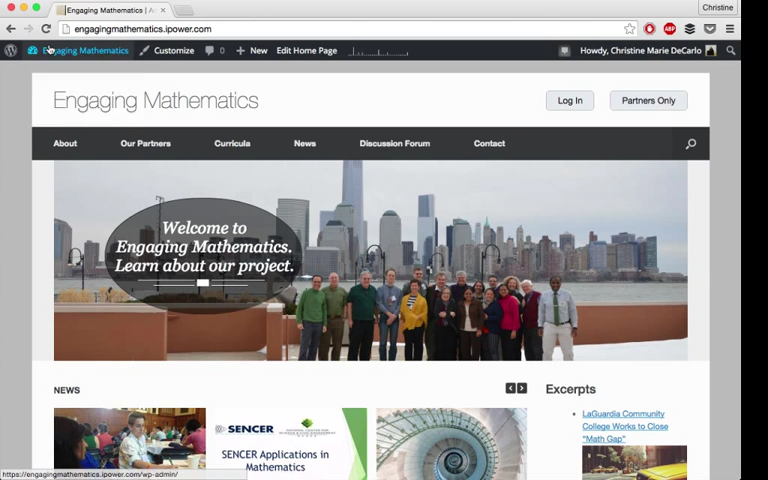 Christine
Engaging Mathematics | A
engagingmathematics.ipower.com
Engaging Mathematics
Customize
0
+ New
Edit Home Page
Howdy, Christine Marie DeCarlo
Engaging Mathematics
Log In
Partners Only
About
Our Partners
Curricula
News
Discussion Forum
Contact
Welcome to
Engaging Mathematics.
Learn about our project.
NEWS
Excerpts
LaGuardia Community
College Works to Close
"Math Gap"
SENCER
SENCER Applications in
Mathematics
https://engagingmathematics.ipower.com/wp-admin/